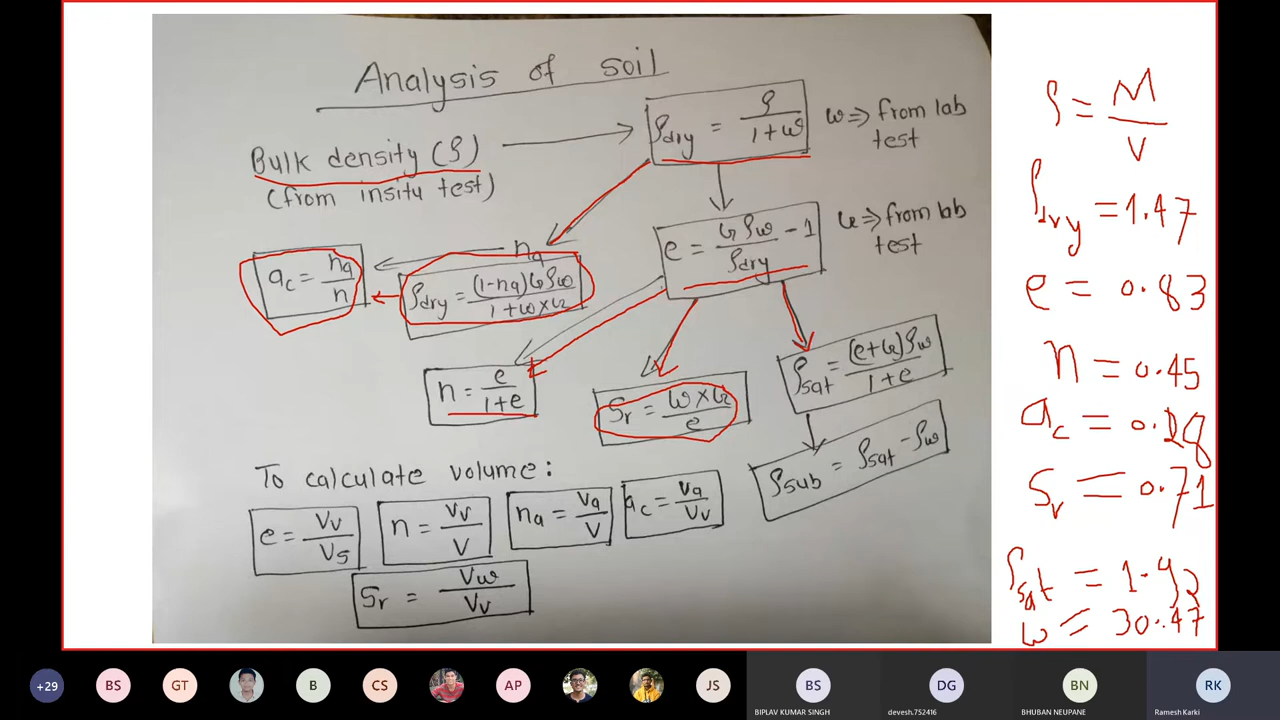 Analysis of soil
Bulk density (ρ)
(from insitu test)
ρdry = ρ / 1+w
w => from lab test
e = Gρw / ρdry - 1
G => from lab test
na
ac = na / n
ρdry = (1-na)Gρw / 1+w×G
n = e / 1+e
Sr = w×G / e
ρsat = (e+G)ρw / 1+e
ρsub = ρsat - ρw
To calculate volume:
e = Vv / Vs
n = Vv / V
na = Va / V
ac = Va / Vv
Sr = Vw / Vv
ρ = M / V
ρdry = 1.47
e = 0.83
n = 0.45
ac =
Sr = 0.71
ρsat =
w = 30.47
+29
BS
GT
B
CS
AP
JS
BS
BIPLAV KUMAR SINGH
DG
devesh.752416
BN
BHUBAN NEUPANE
RK
Ramesh Karki